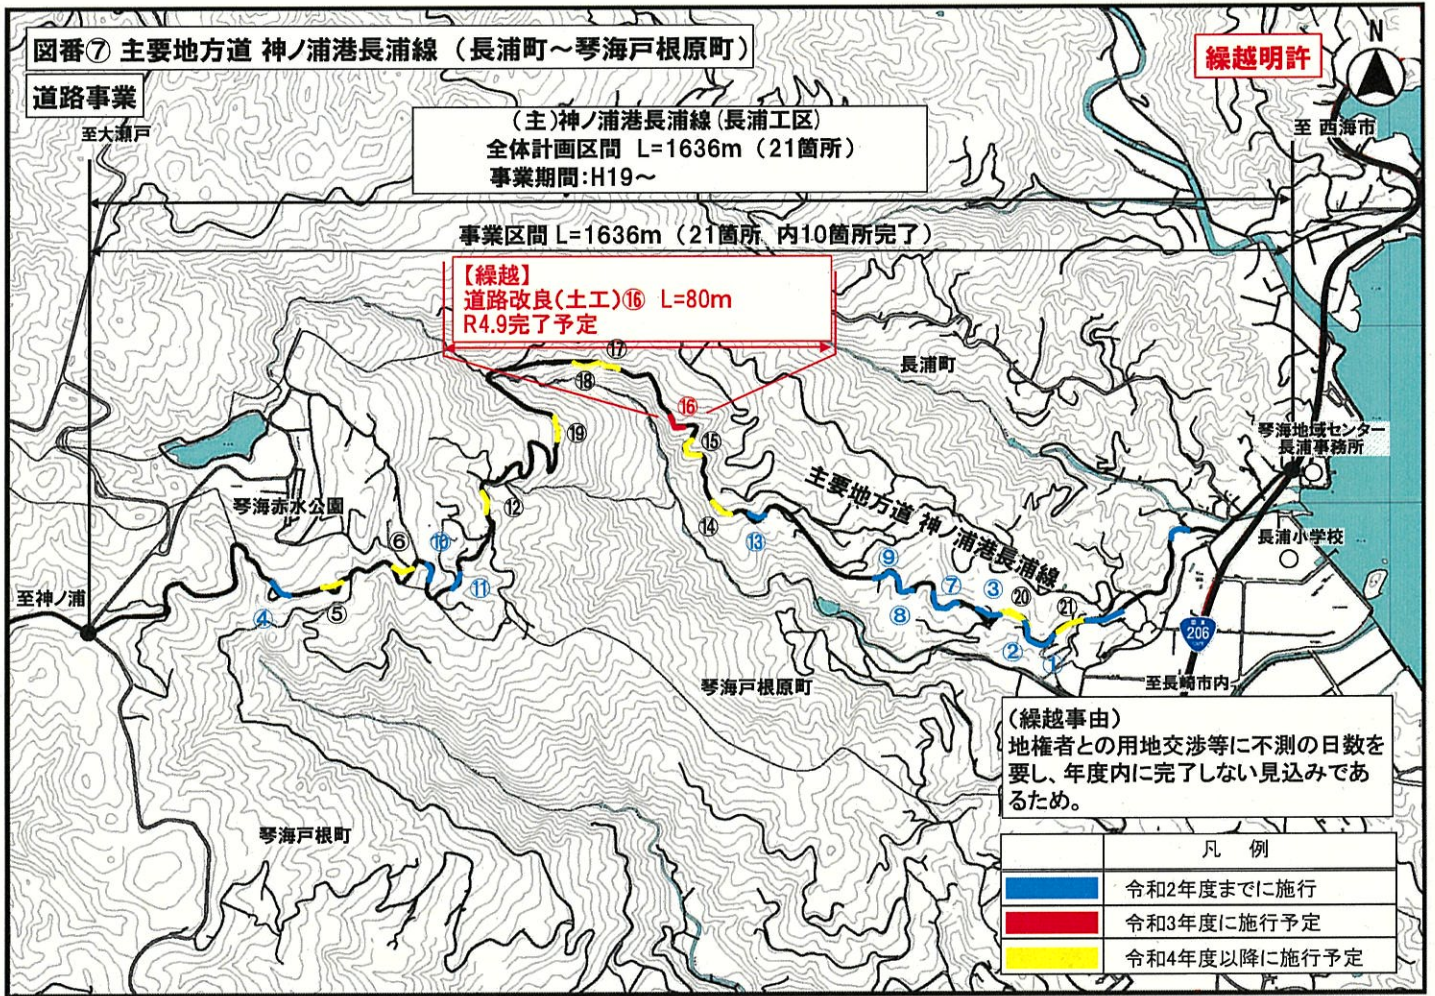 図番⑦ 主要地方道 神ノ浦港長浦線 （長浦町～琴海戸根原町）
繰越明許
N
道路事業
至大瀬戸
至 西海市
（主）神ノ浦港長浦線（長浦工区）
全体計画区間 L=1636m （21箇所）
事業期間：H19～
事業区間 L=1636m （21箇所 内10箇所完了）
【繰越】
道路改良（土工）⑯ L=80m
R4.9完了予定
長浦町
⑰
⑱
⑯
⑲
⑮
琴海地域センター
長浦事務所
主要地方道 神ノ浦港長浦線
琴海赤水公園
⑫
⑭
⑬
長浦小学校
⑥
⑩
⑪
⑨
⑦
③
⑳
㉑
至神ノ浦
④
⑤
⑧
②
①
国道
206
琴海戸根原町
至長崎市内
（繰越事由）
地権者との用地交渉等に不測の日数を
要し、年度内に完了しない見込みであ
るため。
琴海戸根町
凡 例
令和2年度までに施行
令和3年度に施行予定
令和4年度以降に施行予定